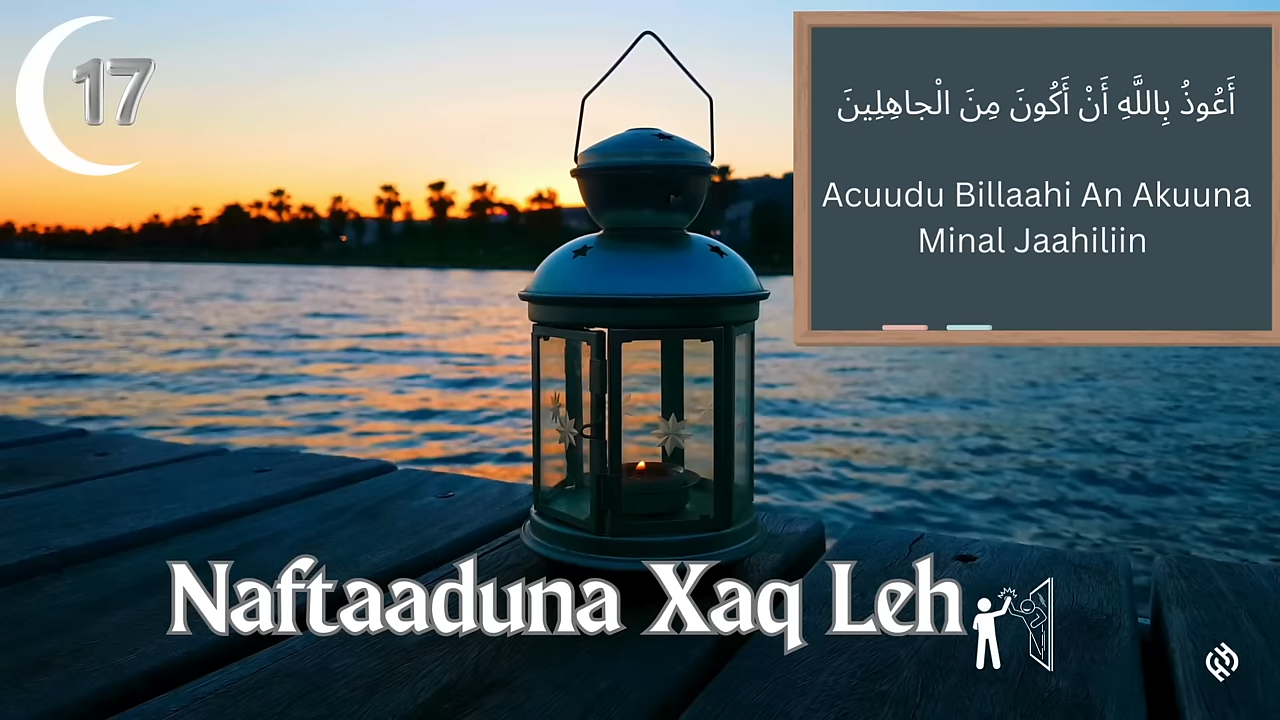 17
أَعُوذُ بِاللَّهِ أَنْ أَكُونَ مِنَ الْجاهِلِينَ
Acuudu Billaahi An Akuuna
Minal Jaahiliin
Naftaaduna Xaq Leh